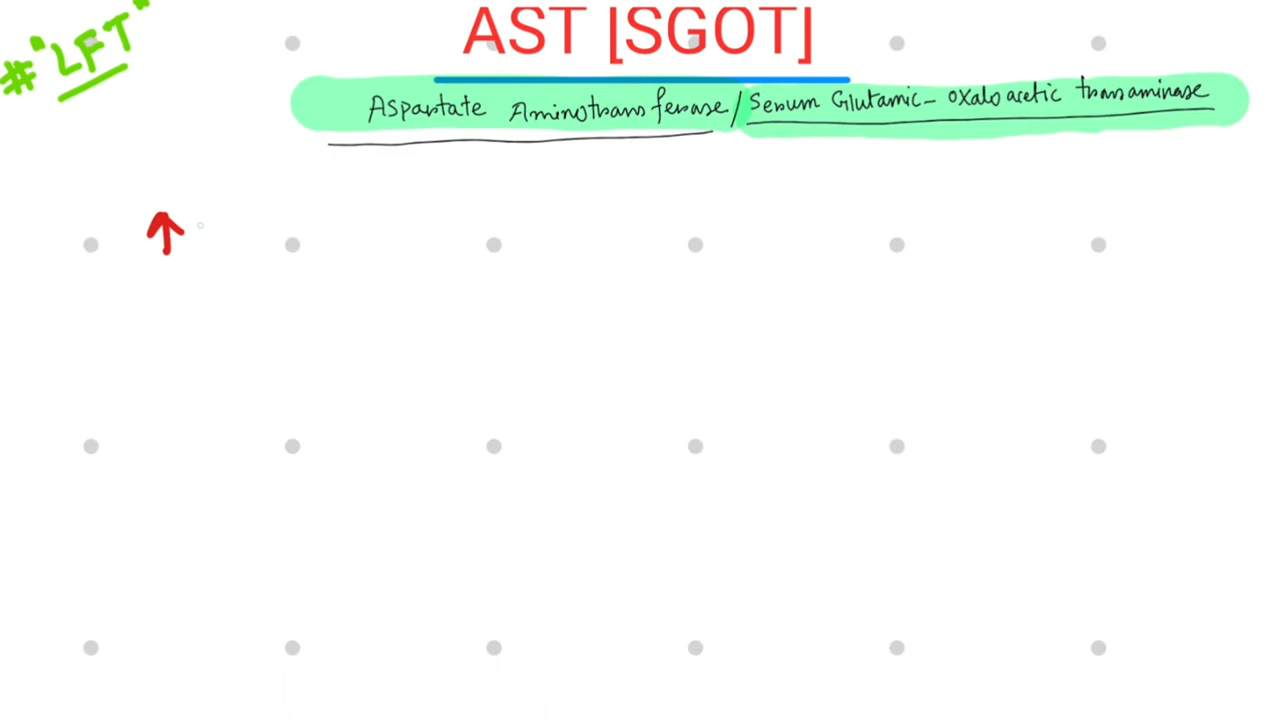 # "LFT"
AST [SGOT]
Aspartate Aminotransferase / Serum Glutamic - Oxaloacetic transaminase